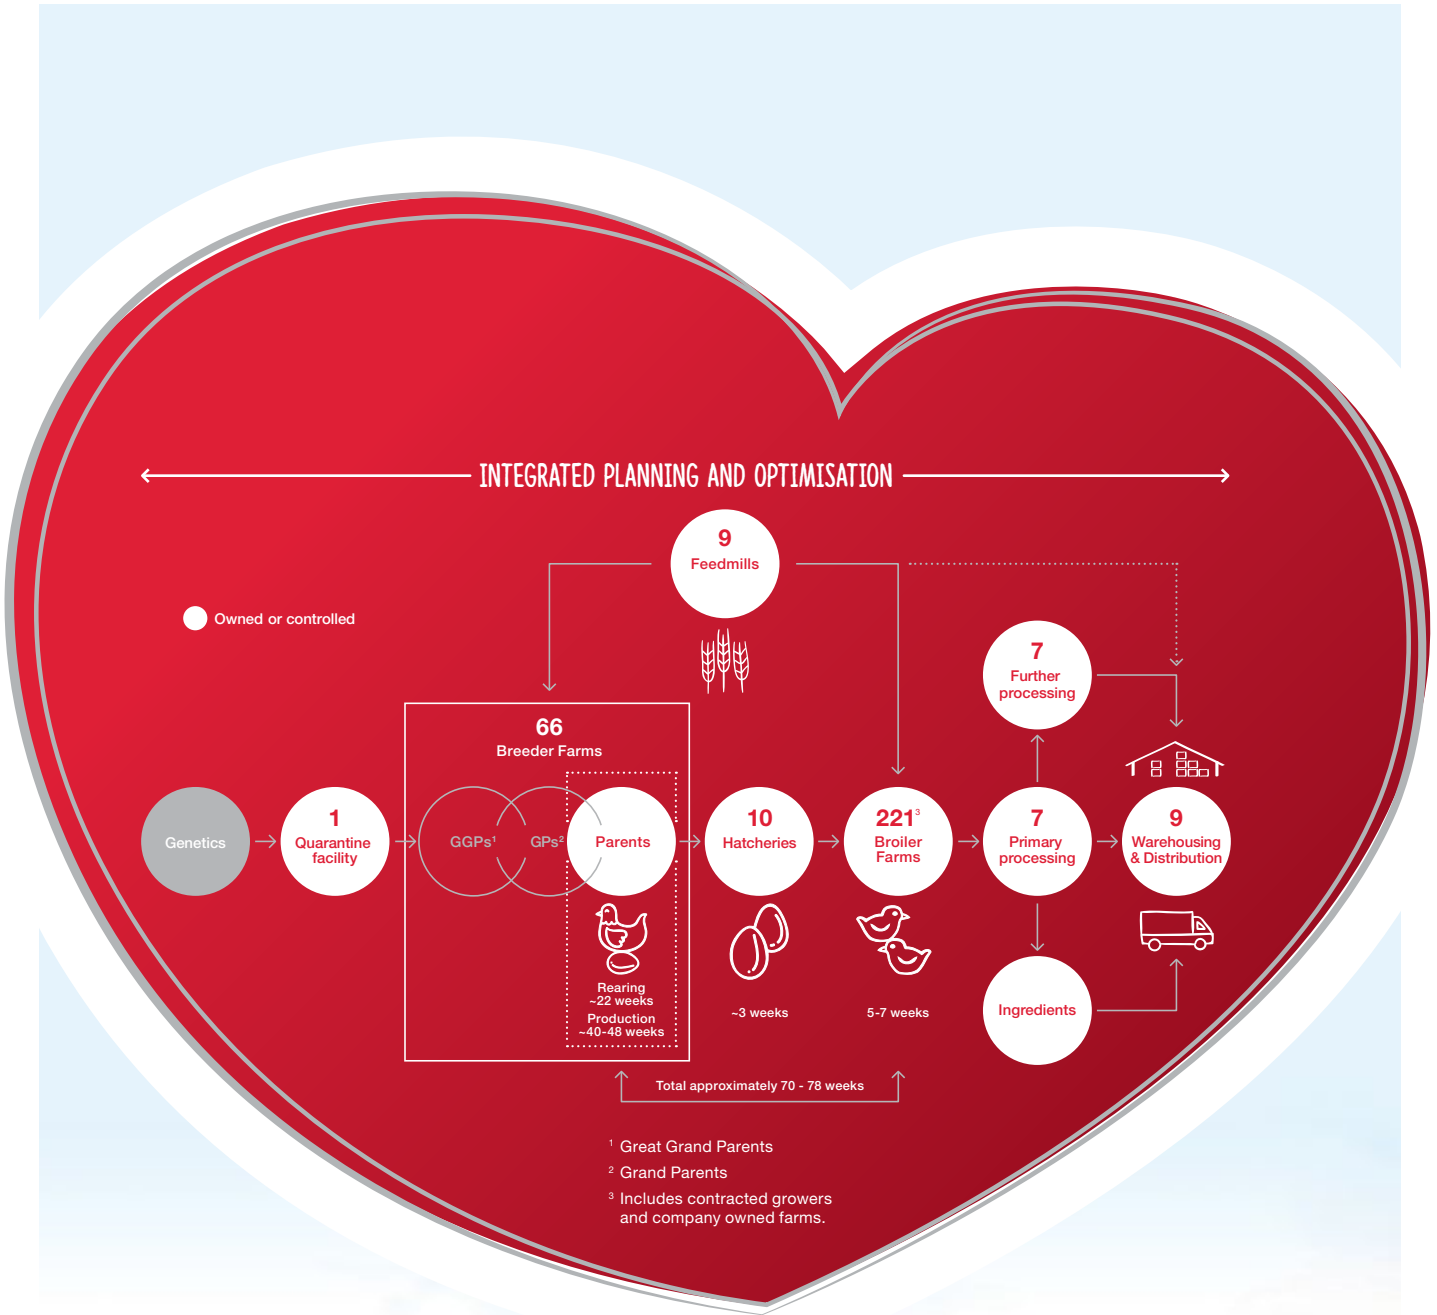 INTEGRATED PLANNING AND OPTIMISATION
9
Feedmills
Owned or controlled
7
Further
processing
66
Breeder Farms
Genetics
1
Quarantine
facility
GGPs¹
GPs²
Parents
10
Hatcheries
221³
Broiler
Farms
7
Primary
processing
9
Warehousing
& Distribution
Rearing
~22 weeks
Production
~40-48 weeks
~3 weeks
5-7 weeks
Ingredients
Total approximately 70 - 78 weeks
¹ Great Grand Parents
² Grand Parents
³ Includes contracted growers
and company owned farms.